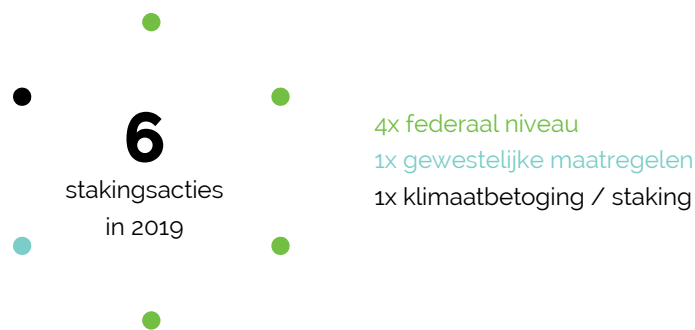 6
stakingsacties
in 2019
4x federaal niveau
1x gewestelijke maatregelen
1x klimaatbetoging / staking